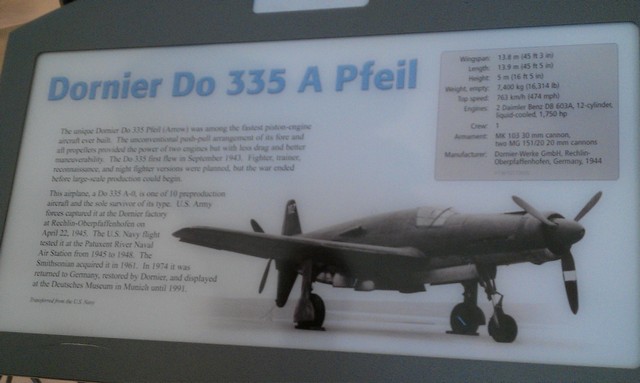 Dornier Do 335 A Pfeil
The unique Dornier Do 335 Pfeil (Arrow) was among the fastest piston-engine
aircraft ever built. The unconventional push-pull arrangement of its fore and
aft propellers provided the power of two engines but with less drag and better
maneuverability. The Do 335 first flew in September 1943. Fighter, trainer,
reconnaissance, and night fighter versions were planned, but the war ended
before large-scale production could begin.
This airplane, a Do 335 A-0, is one of 10 preproduction
aircraft and the sole survivor of its type. U.S. Army
forces captured it at the Dornier factory
at Rechlin-Oberpfaffenhofen on
April 22, 1945. The U.S. Navy flight
tested it at the Patuxent River Naval
Air Station from 1945 to 1948. The
Smithsonian acquired it in 1961. In 1974 it was
returned to Germany, restored by Dornier, and displayed
at the Deutsches Museum in Munich until 1991.
Transferred from the U.S. Navy
Wingspan: 13.8 m (45 ft 3 in)
Length: 13.9 m (45 ft 5 in)
Height: 5 m (16 ft 5 in)
Weight, empty: 7,400 kg (16,314 lb)
Top speed: 763 km/h (474 mph)
Engines: 2 Daimler Benz DB 603A, 12-cylinder,
liquid-cooled, 1,750 hp
Crew: 1
Armament: MK 103 30 mm cannon,
two MG 151/20 20 mm cannons
Manufacturer: Dornier-Werke GmbH, Rechlin-
Oberpfaffenhofen, Germany, 1944